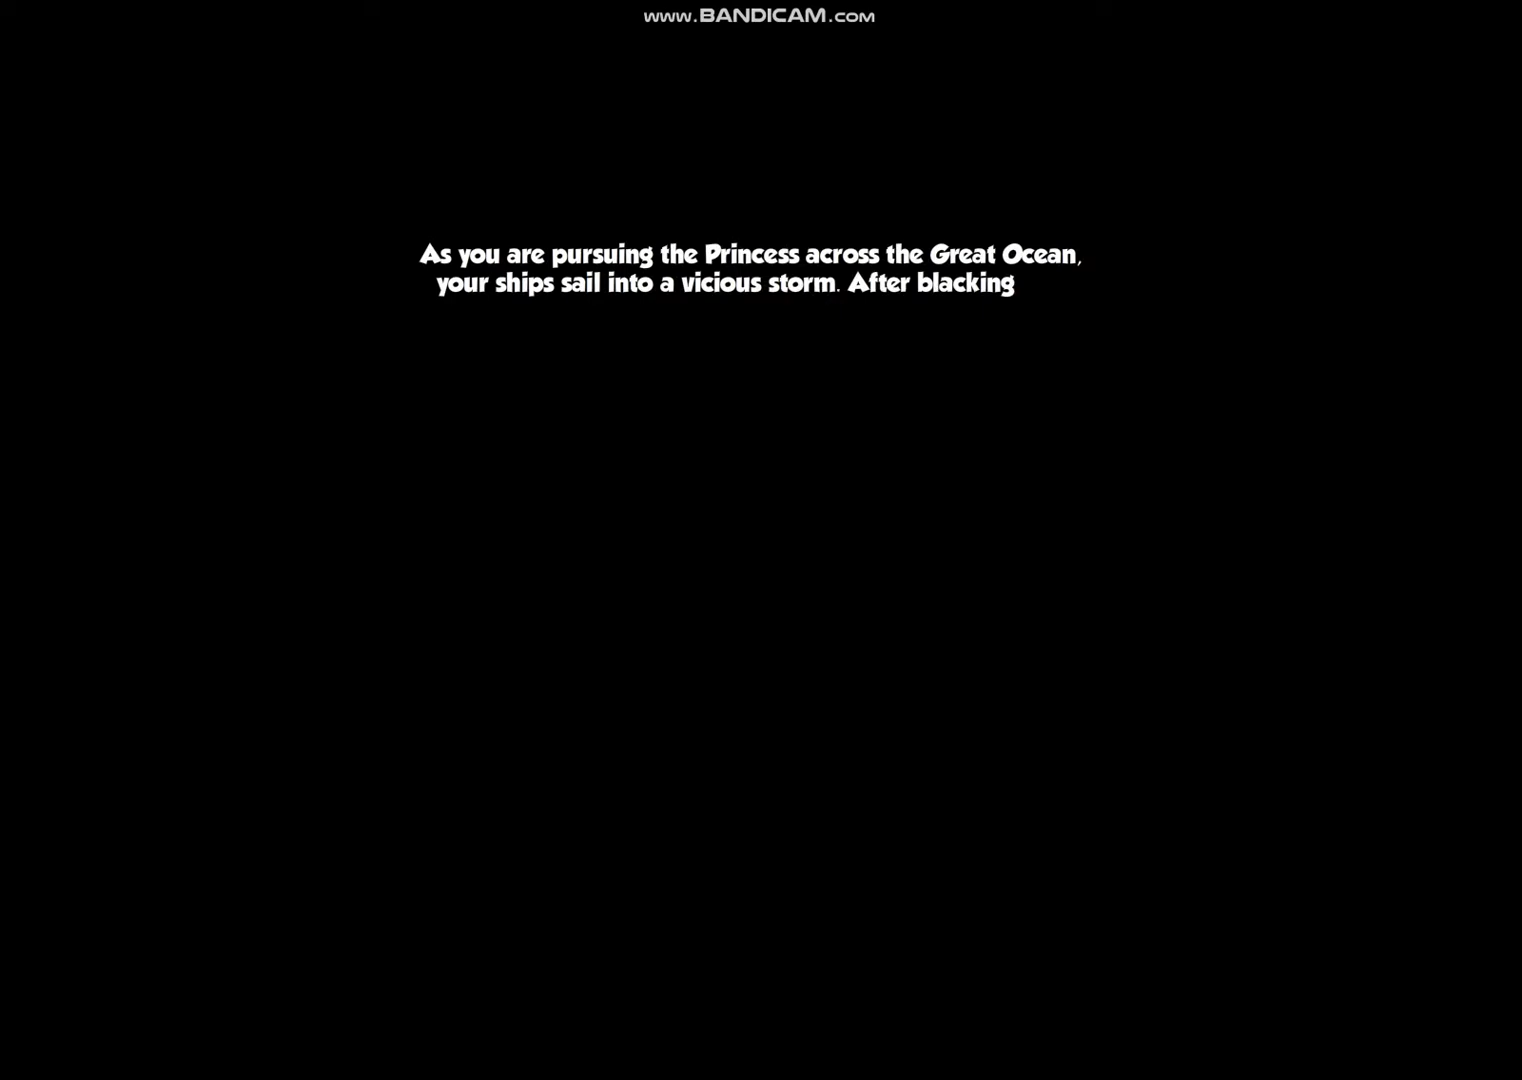 www.BANDICAM.com
As you are pursuing the Princess across the Great Ocean,
your ships sail into a vicious storm. After blacking